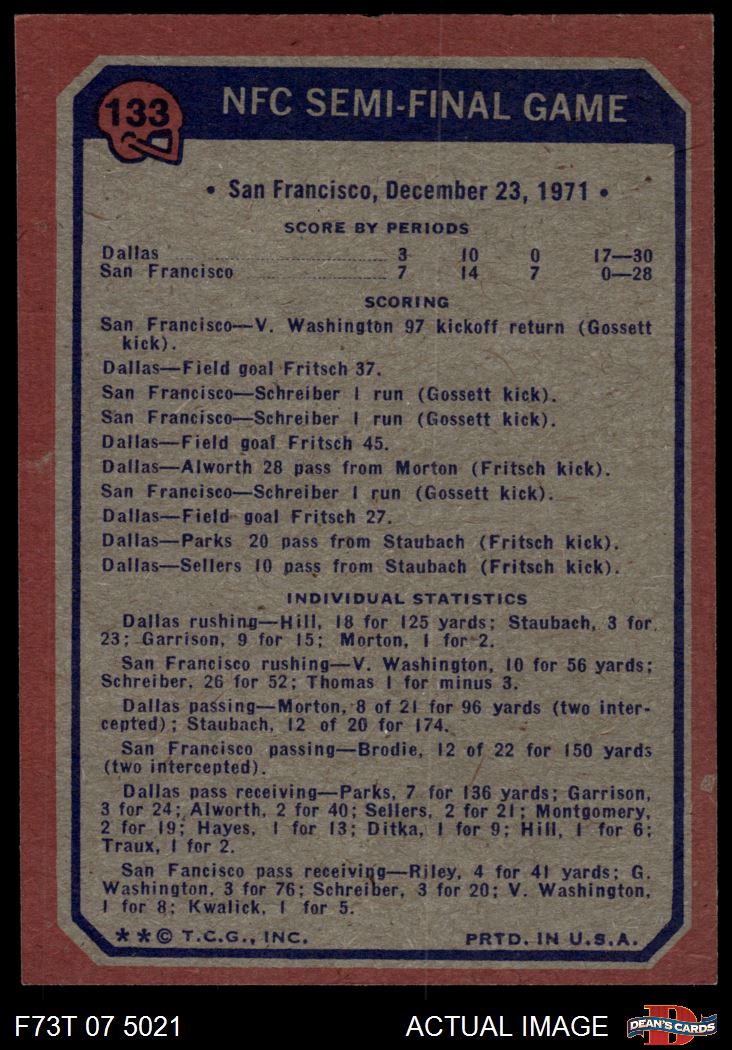 133
NFC SEMI-FINAL GAME
• San Francisco, December 23, 1971 •
SCORE BY PERIODS
Dallas 3 10 0 17—30
San Francisco 7 14 7 0—28
SCORING
San Francisco—V. Washington 97 kickoff return (Gossett
kick).
Dallas—Field goal Fritsch 37.
San Francisco—Schreiber 1 run (Gossett kick).
San Francisco—Schreiber 1 run (Gossett kick).
Dallas—Field goal Fritsch 45.
Dallas—Alworth 28 pass from Morton (Fritsch kick).
San Francisco—Schreiber 1 run (Gossett kick).
Dallas—Field goal Fritsch 27.
Dallas—Parks 20 pass from Staubach (Fritsch kick).
Dallas—Sellers 10 pass from Staubach (Fritsch kick).
INDIVIDUAL STATISTICS
Dallas rushing—Hill, 18 for 125 yards; Staubach, 3 for
23; Garrison, 9 for 15; Morton, 1 for 2.
San Francisco rushing—V. Washington, 10 for 56 yards;
Schreiber, 26 for 52; Thomas 1 for minus 3.
Dallas passing—Morton, 8 of 21 for 96 yards (two inter-
cepted); Staubach, 12 of 20 for 174.
San Francisco passing—Brodie, 12 of 22 for 150 yards
(two intercepted).
Dallas pass receiving—Parks, 7 for 136 yards; Garrison,
3 for 24; Alworth, 2 for 40; Sellers, 2 for 21; Montgomery,
2 for 19; Hayes, 1 for 13; Ditka, 1 for 9; Hill, 1 for 6;
Traux, 1 for 2.
San Fancisco pass receiving—Riley, 4 for 41 yards; G.
Washington, 3 for 76; Schreiber, 3 for 20; V. Washington,
1 for 8; Kwalick, 1 for 5.
**© T.C.G., INC. PRTD. IN U.S.A.
F73T 07 5021 ACTUAL IMAGE DEAN'S CARDS